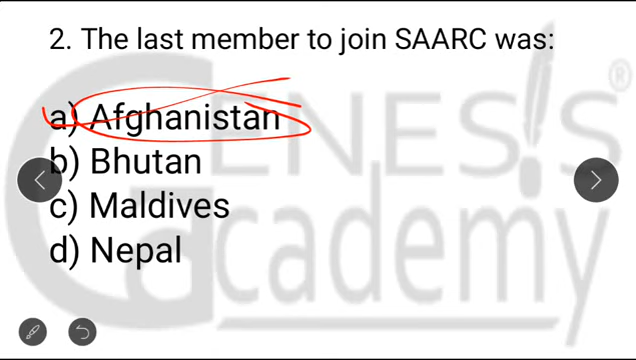 2. The last member to join SAARC was:
a) Afghanistan
b) Bhutan
c) Maldives
d) Nepal
GENESIS ®
Academy